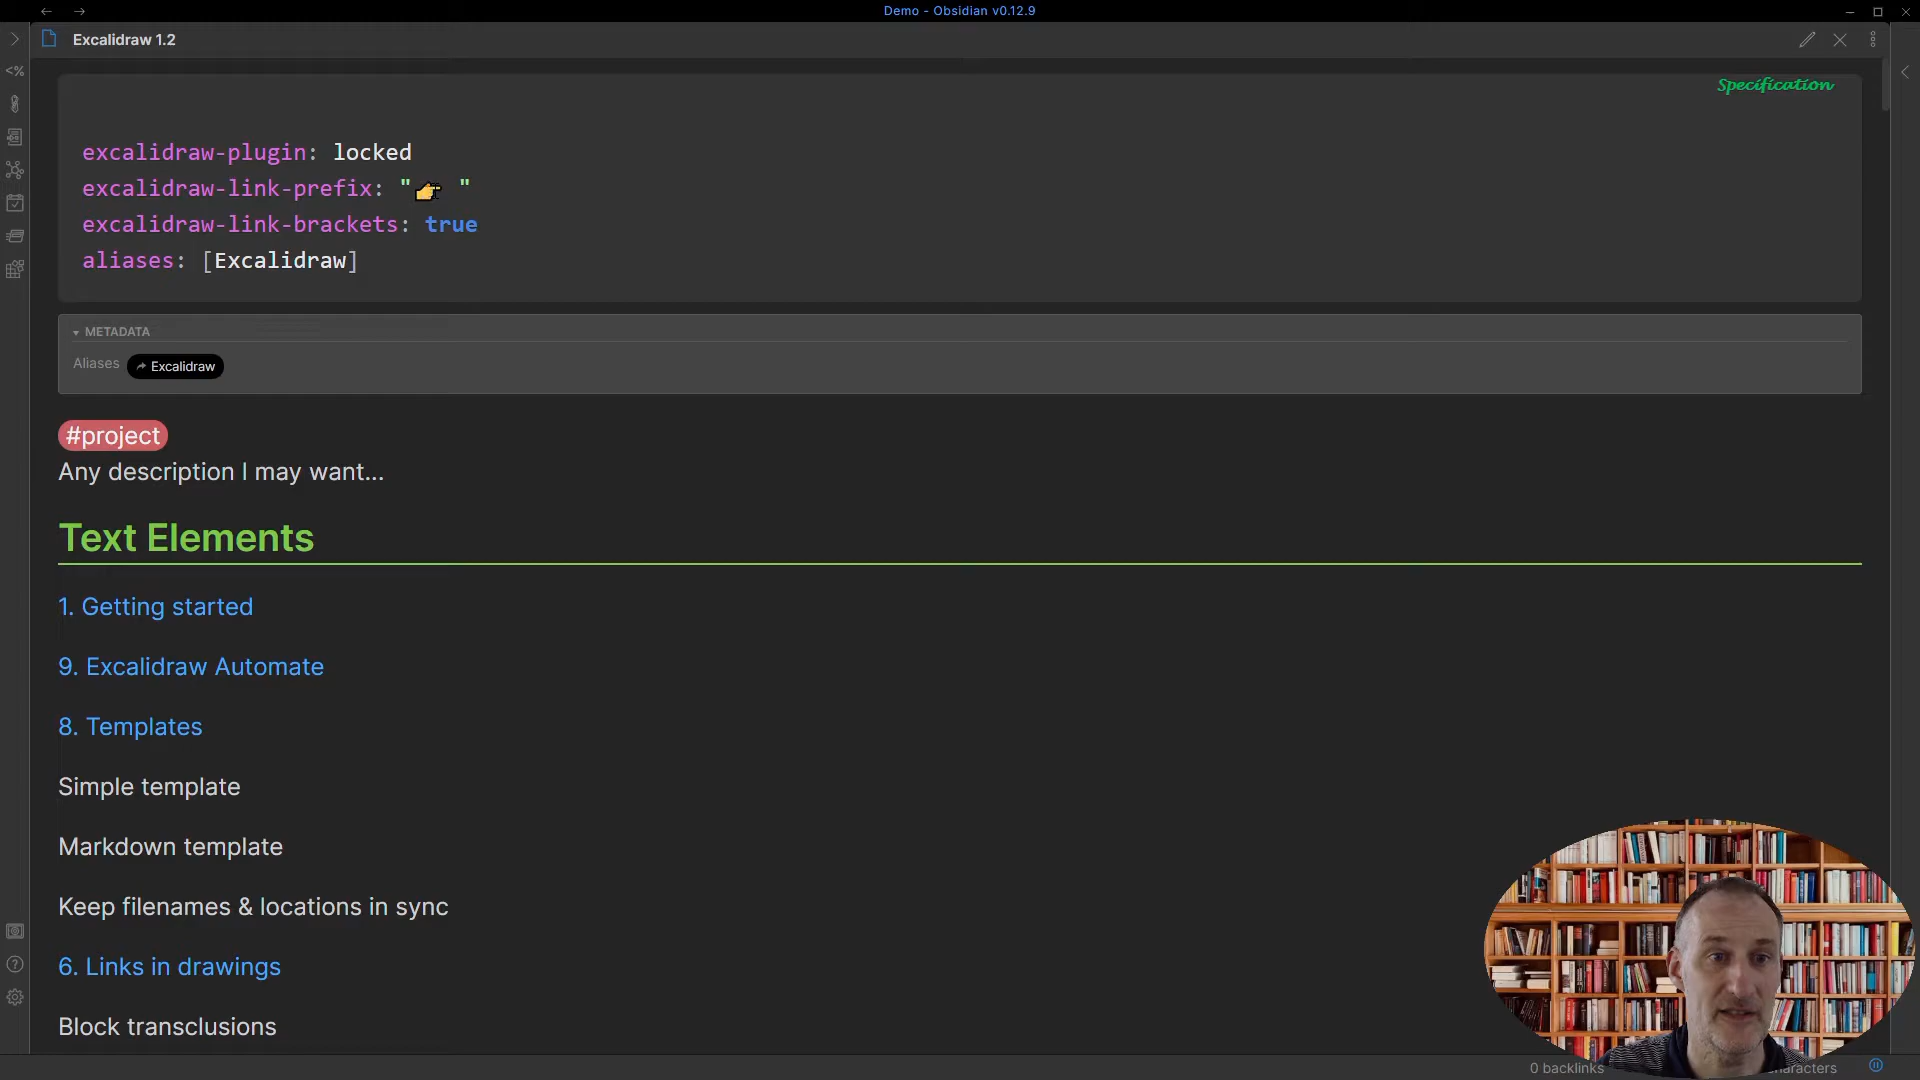 Demo - Obsidian v0.12.9
Excalidraw 1.2
Specification
excalidraw-plugin: locked
excalidraw-link-prefix: "👉 "
excalidraw-link-brackets: true
aliases: [Excalidraw]
METADATA
Aliases Excalidraw
#project
Any description I may want...
Text Elements
1. Getting started
9. Excalidraw Automate
8. Templates
Simple template
Markdown template
Keep filenames & locations in sync
6. Links in drawings
Block transclusions
0 backlinks